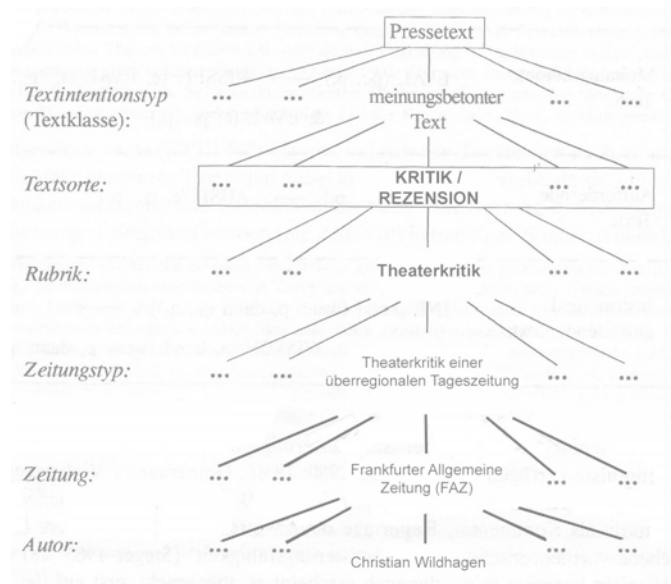 Pressetext
Textintentionstyp ... ... meinungsbetonter ... ...
(Textklasse): Text
Textsorte: ... ... KRITIK / ... ...
REZENSION
Rubrik: ... ... Theaterkritik ... ...
Zeitungstyp: ... ... Theaterkritik einer ... ...
überregionalen Tageszeitung
Zeitung: ... ... Frankfurter Allgemeine ... ...
Zeitung (FAZ)
Autor: ... ... ... ...
Christian Wildhagen